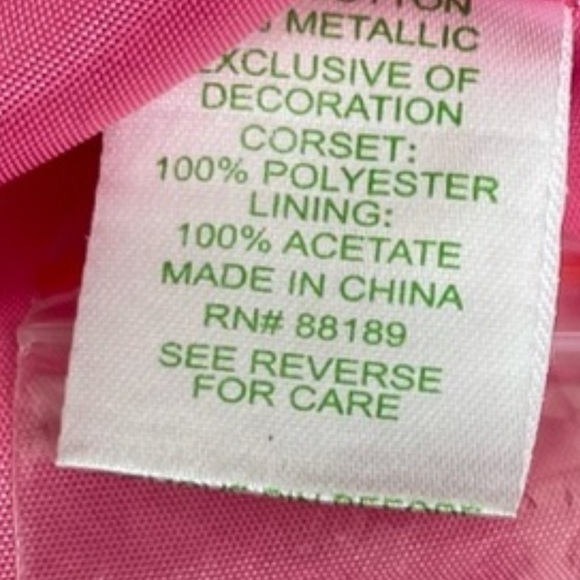 METALLIC
EXCLUSIVE OF
DECORATION
CORSET:
100% POLYESTER
LINING:
100% ACETATE
MADE IN CHINA
RN# 88189
SEE REVERSE
FOR CARE